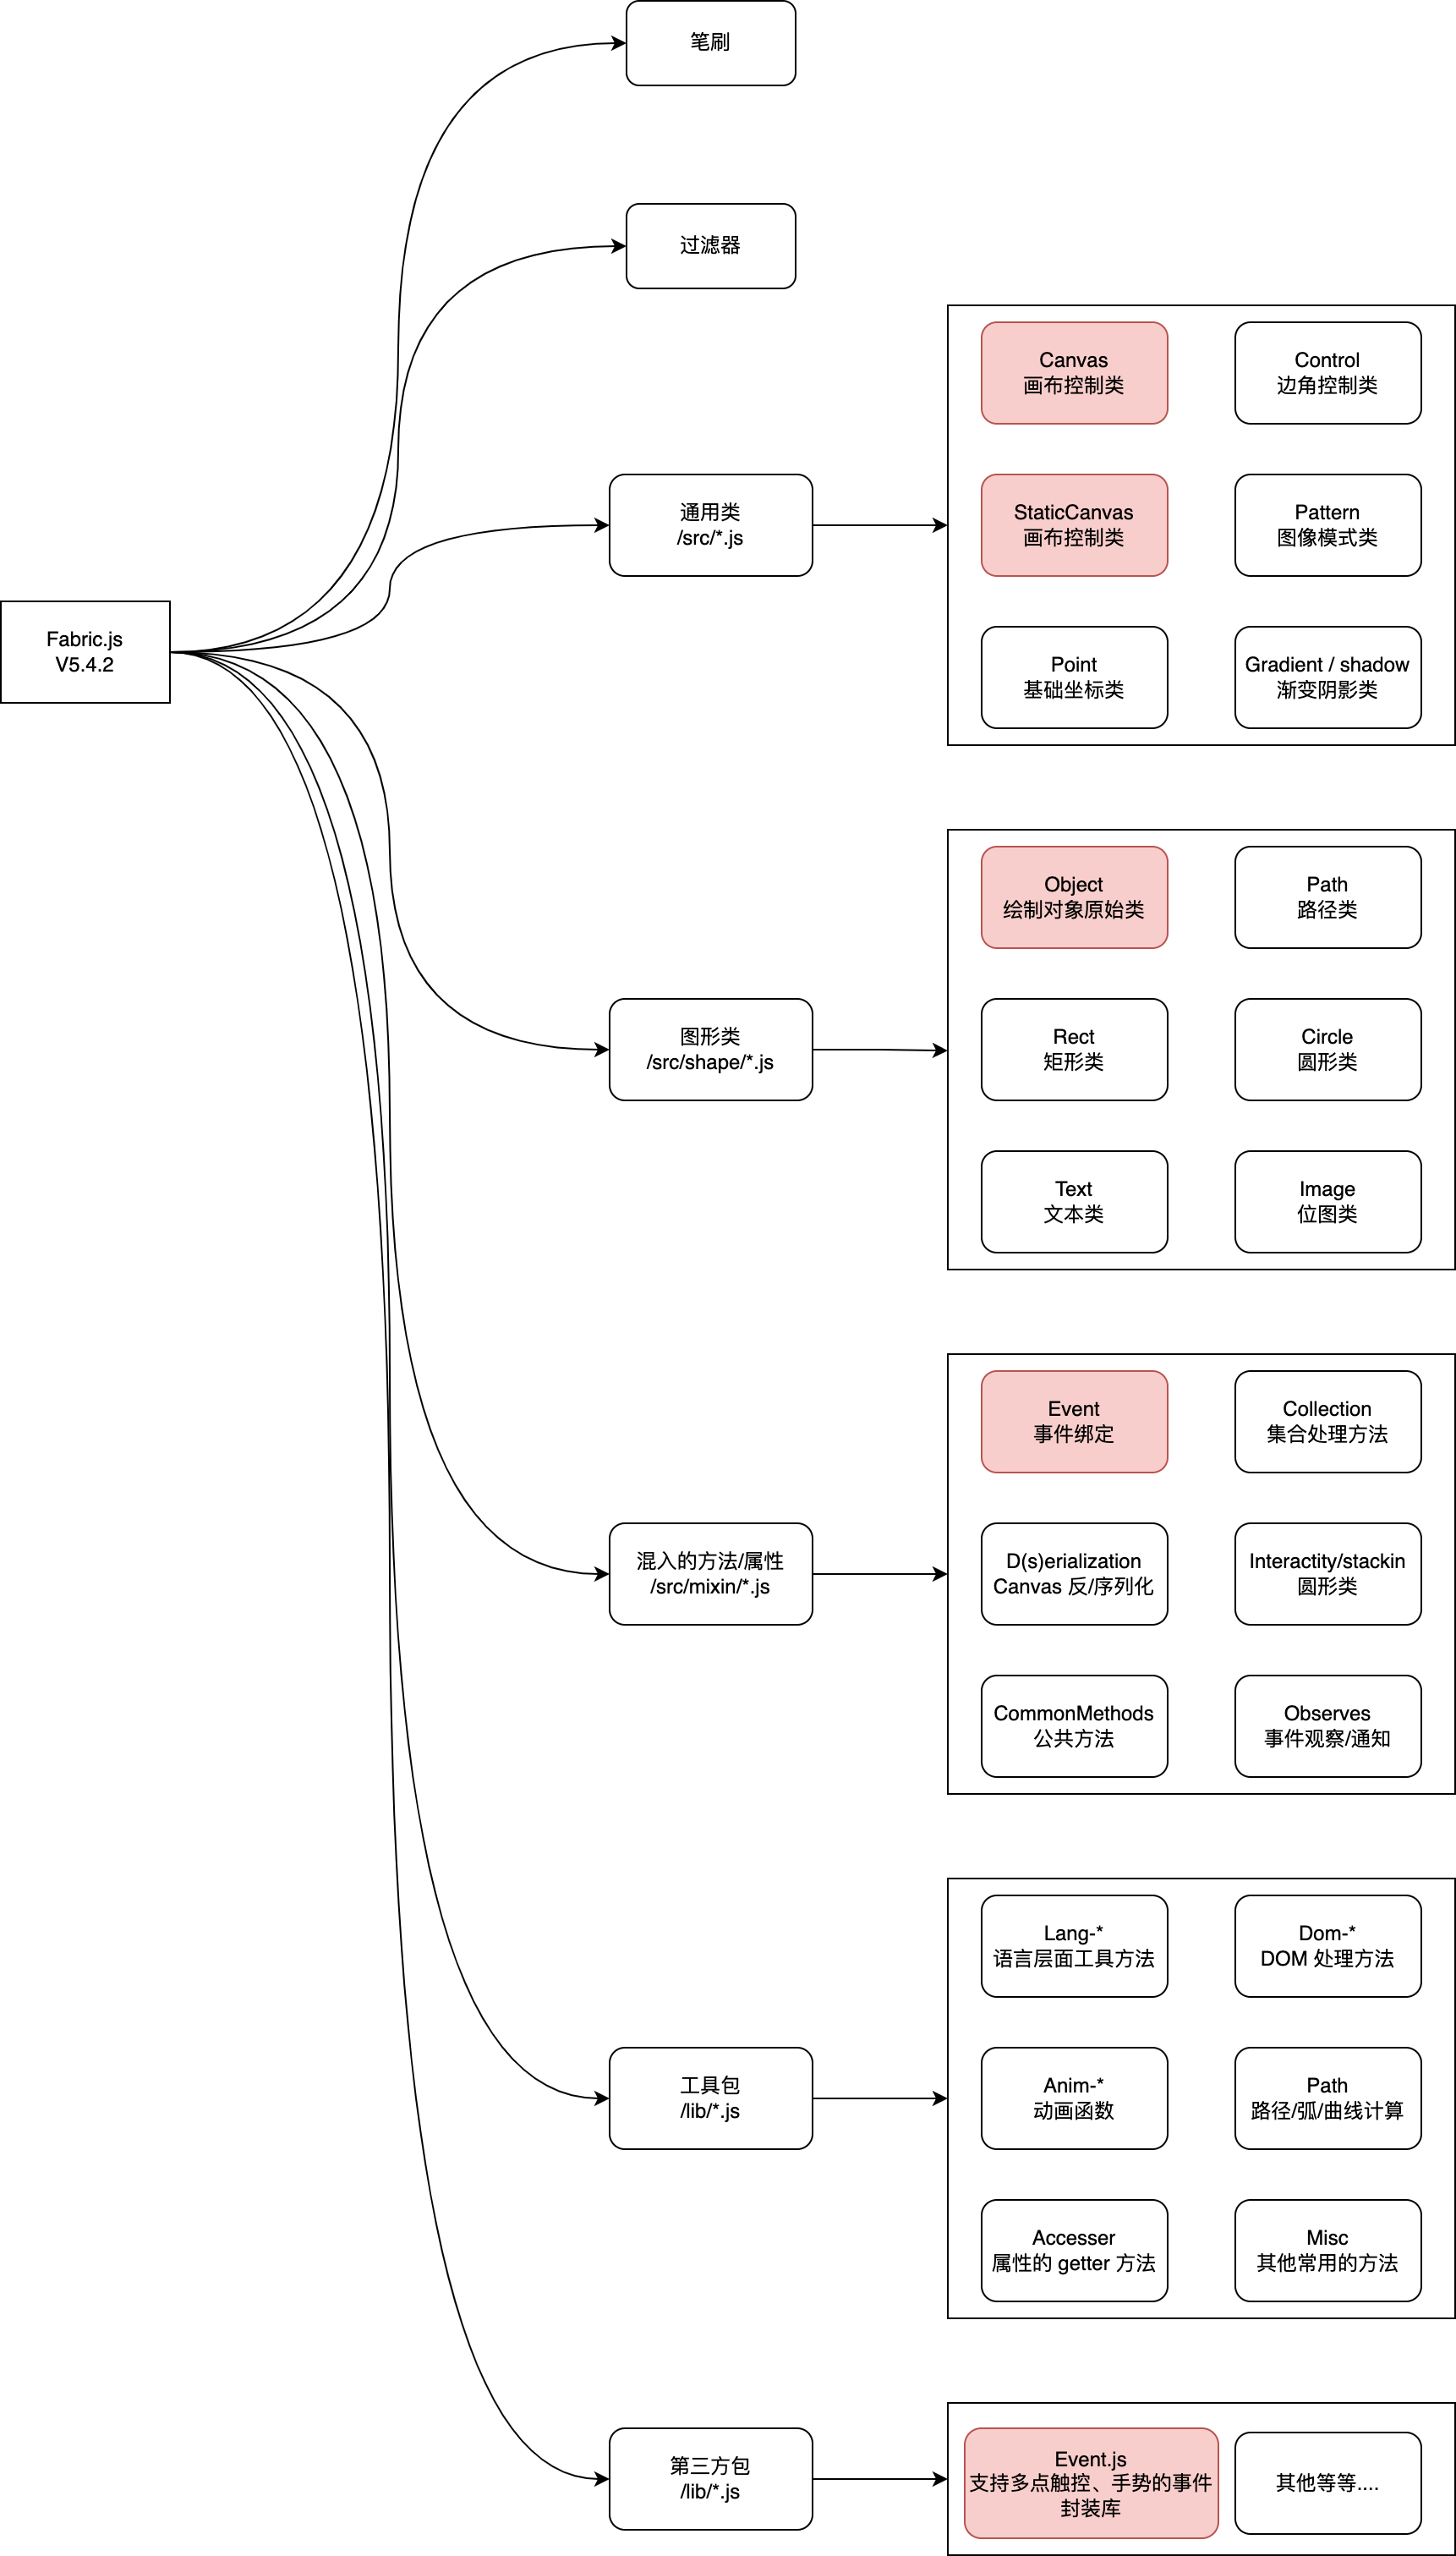 笔刷
过滤器
Fabric.js
V5.4.2
通用类
/src/*.js
Canvas
画布控制类
Control
边角控制类
StaticCanvas
画布控制类
Pattern
图像模式类
Point
基础坐标类
Gradient / shadow
渐变阴影类
图形类
/src/shape/*.js
Object
绘制对象原始类
Path
路径类
Rect
矩形类
Circle
圆形类
Text
文本类
Image
位图类
混入的方法/属性
/src/mixin/*.js
Event
事件绑定
Collection
集合处理方法
D(s)erialization
Canvas 反/序列化
Interactity/stackin
圆形类
CommonMethods
公共方法
Observes
事件观察/通知
工具包
/lib/*.js
Lang-*
语言层面工具方法
Dom-*
DOM 处理方法
Anim-*
动画函数
Path
路径/弧/曲线计算
Accesser
属性的 getter 方法
Misc
其他常用的方法
第三方包
/lib/*.js
Event.js
支持多点触控、手势的事件
封装库
其他等等....